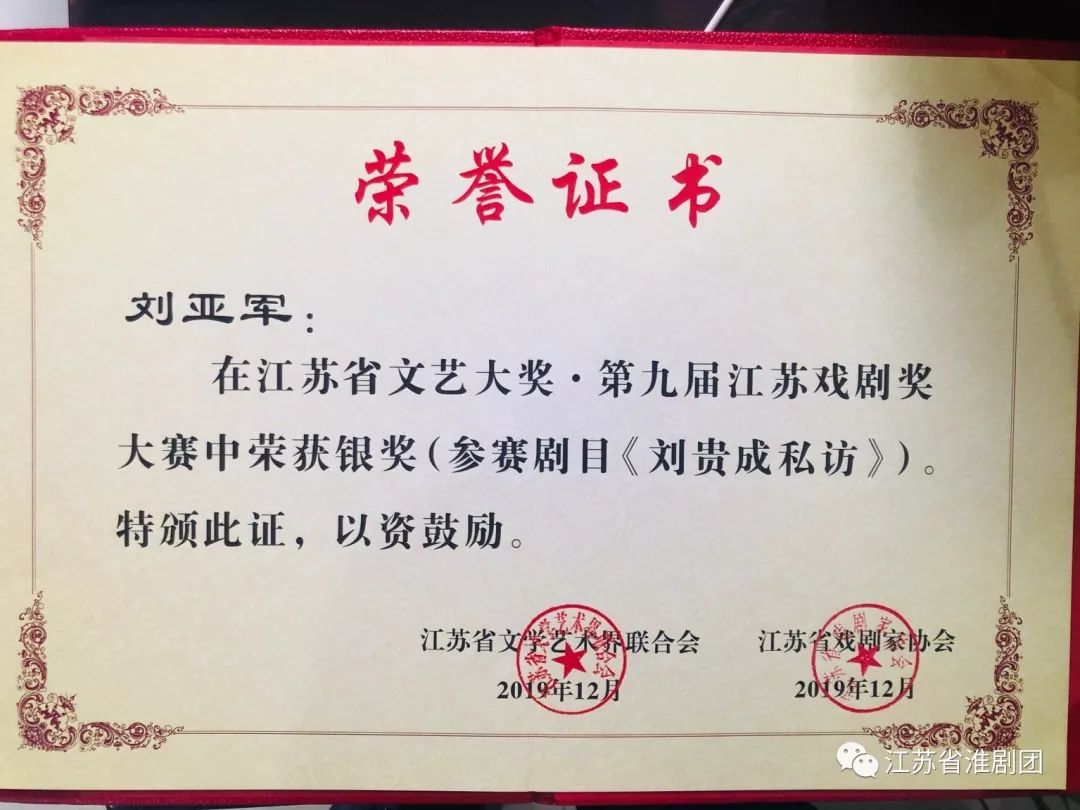 荣誉证书
刘亚军：
在江苏省文艺大奖·第九届江苏戏剧奖
大赛中荣获银奖（参赛剧目《刘贵成私访》）。
特颁此证，以资鼓励。
江苏省文学艺术界联合会
2019年12月
江苏省戏剧家协会
2019年12月
江苏省淮剧团